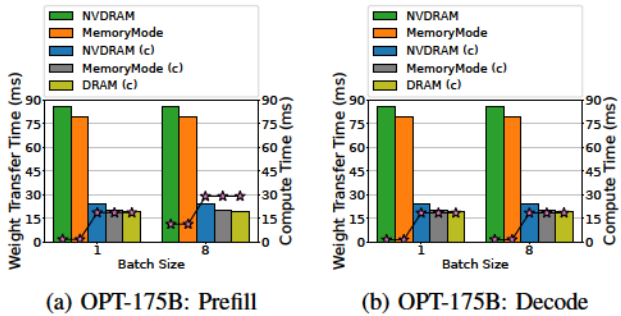 NVDRAM
MemoryMode
NVDRAM (c)
MemoryMode (c)
DRAM (c)
Weight Transfer Time (ms)
90
75
60
45
30
15
0
90
75
60
45
30
15
0
Compute Time (ms)
1
8
Batch Size
(a) OPT-175B: Prefill
NVDRAM
MemoryMode
NVDRAM (c)
MemoryMode (c)
DRAM (c)
Weight Transfer Time (ms)
90
75
60
45
30
15
0
90
75
60
45
30
15
0
Compute Time (ms)
1
8
Batch Size
(b) OPT-175B: Decode